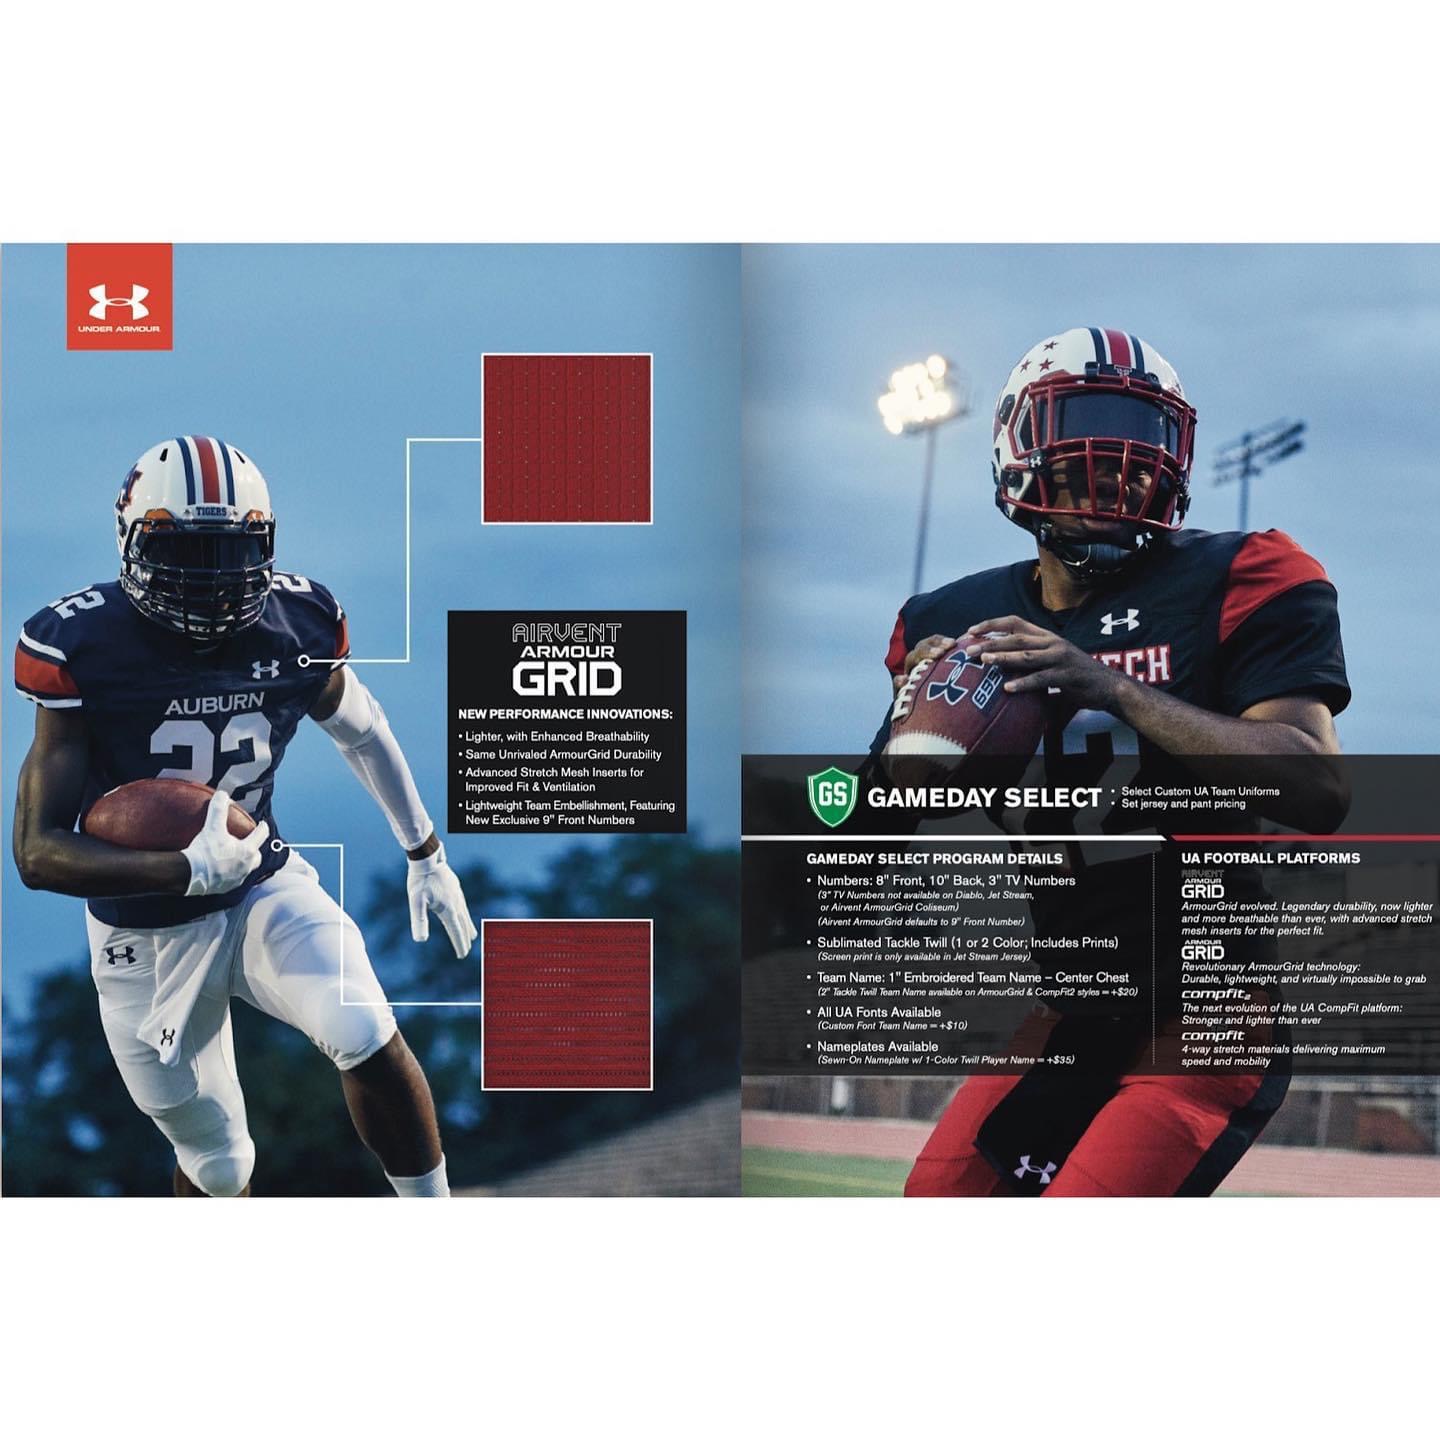 UNDER ARMOUR
TIGERS
22
22
AUBURN
22
AIRVENT
ARMOUR
GRID
NEW PERFORMANCE INNOVATIONS:
• Lighter, with Enhanced Breathability
• Same Unrivaled ArmourGrid Durability
• Advanced Stretch Mesh Inserts for
Improved Fit & Ventilation
• Lightweight Team Embellishment, Featuring
New Exclusive 9" Front Numbers
695
ECH
12
GS
GAMEDAY SELECT
• Select Custom UA Team Uniforms
• Set jersey and pant pricing
GAMEDAY SELECT PROGRAM DETAILS
• Numbers: 8" Front, 10" Back, 3" TV Numbers
(3" TV Numbers not available on Diablo, Jet Stream,
or Airvent ArmourGrid Coliseum)
(Airvent ArmourGrid defaults to 9" Front Number)
• Sublimated Tackle Twill (1 or 2 Color; Includes Prints)
(Screen print is only available in Jet Stream Jersey)
• Team Name: 1" Embroidered Team Name – Center Chest
(2" Tackle Twill Team Name available on ArmourGrid & CompFit2 styles = +$20)
• All UA Fonts Available
(Custom Font Team Name = +$10)
• Nameplates Available
(Sewn-On Nameplate w/ 1-Color Twill Player Name = +$35)
UA FOOTBALL PLATFORMS
AIRVENT
ARMOUR
GRID
ArmourGrid evolved. Legendary durability, now lighter
and more breathable than ever, with advanced stretch
mesh inserts for the perfect fit.
ARMOUR
GRID
Revolutionary ArmourGrid technology:
Durable, lightweight, and virtually impossible to grab
compfit2
The next evolution of the UA CompFit platform:
Stronger and lighter than ever
compfit
4-way stretch materials delivering maximum
speed and mobility